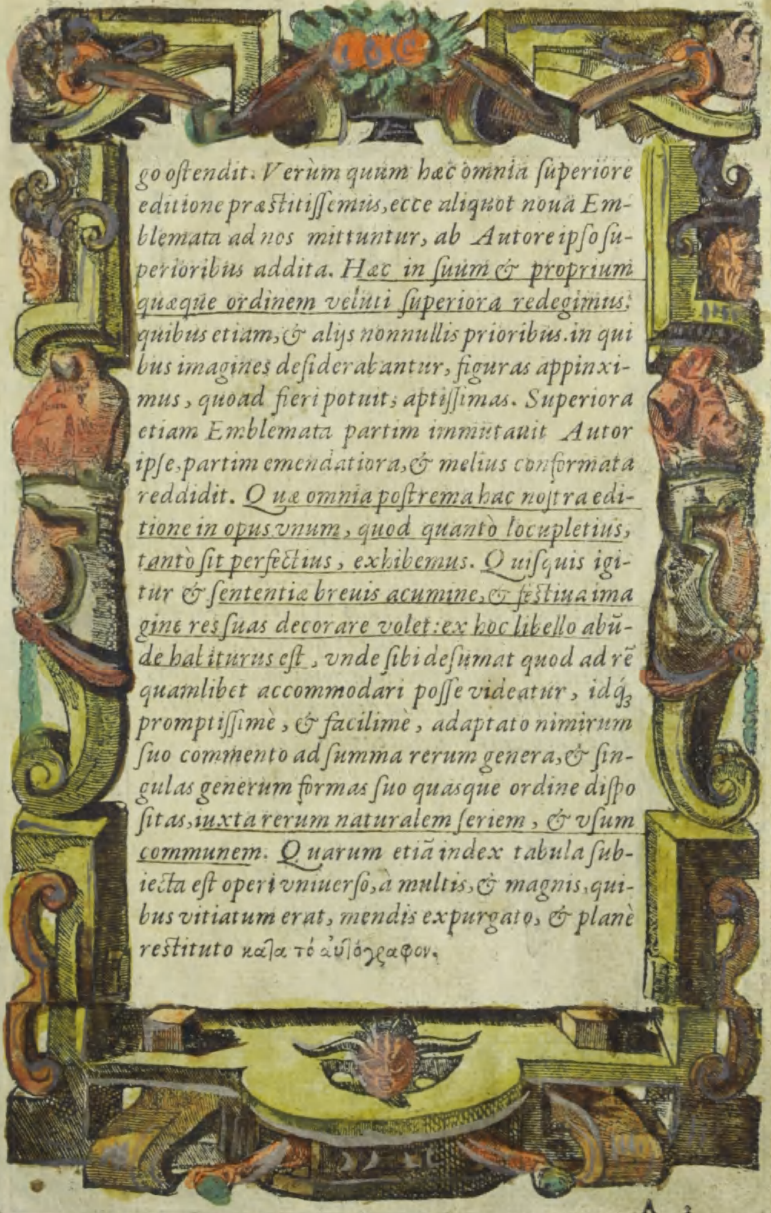 go oſtendit. Verùm quum hæc omnia ſuperiore
editione præſtitiſſemus, ecce aliquot noua Em-
blemata ad nos mittuntur, ab Autore ipſo ſu-
perioribus addita. Hæc in ſuum & proprium
quæque ordinem veluti ſuperiora redegimus:
quibus etiam, & alijs nonnullis prioribus. in qui
bus imagines deſiderabantur, figuras appinxi-
mus, quoad fieri potuit, aptiſſimas. Superiora
etiam Emblemata partim immutauit Autor
ipſe, partim emendatiora, & melius conformata
reddidit. Quæ omnia poſtrema hac noſtra edi-
tione in opus vnum, quod quantò locupletius,
tantò ſit perfectius, exhibemus. Quiſquis igi-
tur & ſententiæ breuis acumine, & feſtiua ima
gine res ſuas decorare volet: ex hoc libello abū-
de habiturus eſt, vnde ſibi deſumat quod ad rē
quamlibet accommodari poſſe videatur, idq́ꝫ
promptiſſimè, & facilimè, adaptato nimirum
ſuo commento ad ſumma rerum genera, & ſin-
gulas generum formas ſuo quaſque ordine diſpo
ſitas, iuxta rerum naturalem ſeriem, & vſum
communem. Quarum etiã index tabula ſub-
iecta eſt operi vniuerſo, à multis, & magnis, qui-
bus vitiatum erat, mendis expurgato, & planè
reſtituto καῖα τὸ αὐτόγραφον.
A 3